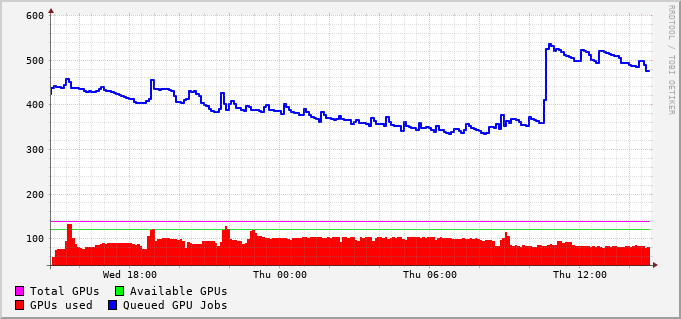 600
500
400
300
200
100
Wed 18:00 Thu 00:00 Thu 06:00 Thu 12:00
Total GPUs Available GPUs
GPUs used Queued GPU Jobs
RRDTOOL / TOBI OETIKER